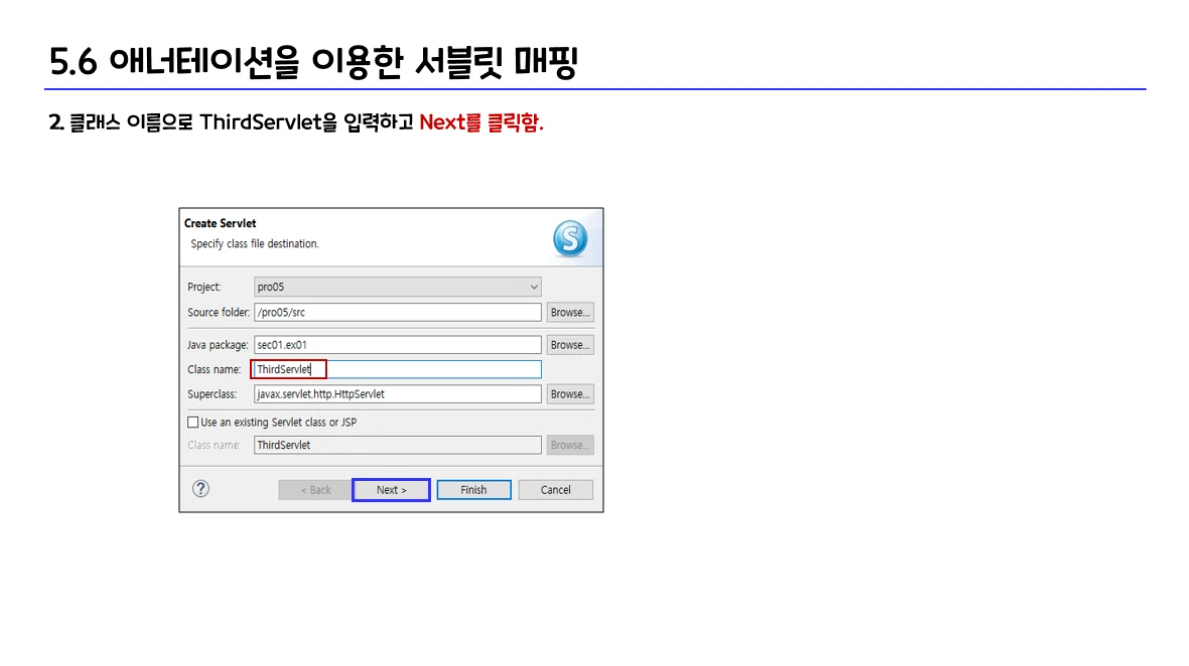 5.6 애너테이션을 이용한 서블릿 매핑
2. 클래스 이름으로 ThirdServlet을 입력하고 Next를 클릭함.
Create Servlet
Specify class file destination.
S
Project: pro05
Source folder: /pro05/src Browse...
Java package: sec01.ex01 Browse...
Class name: ThirdServlet
Superclass: javax.servlet.http.HttpServlet Browse...
Use an existing Servlet class or JSP
Class name: ThirdServlet Browse...
? < Back Next > Finish Cancel